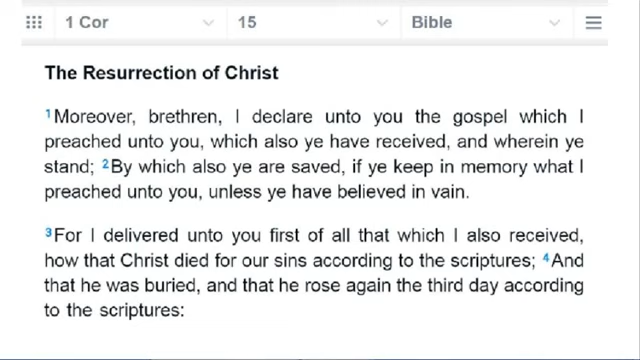 1 Cor 15 Bible
The Resurrection of Christ
1Moreover, brethren, I declare unto you the gospel which I
preached unto you, which also ye have received, and wherein ye
stand; 2By which also ye are saved, if ye keep in memory what I
preached unto you, unless ye have believed in vain.
3For I delivered unto you first of all that which I also received,
how that Christ died for our sins according to the scriptures; 4And
that he was buried, and that he rose again the third day according
to the scriptures: